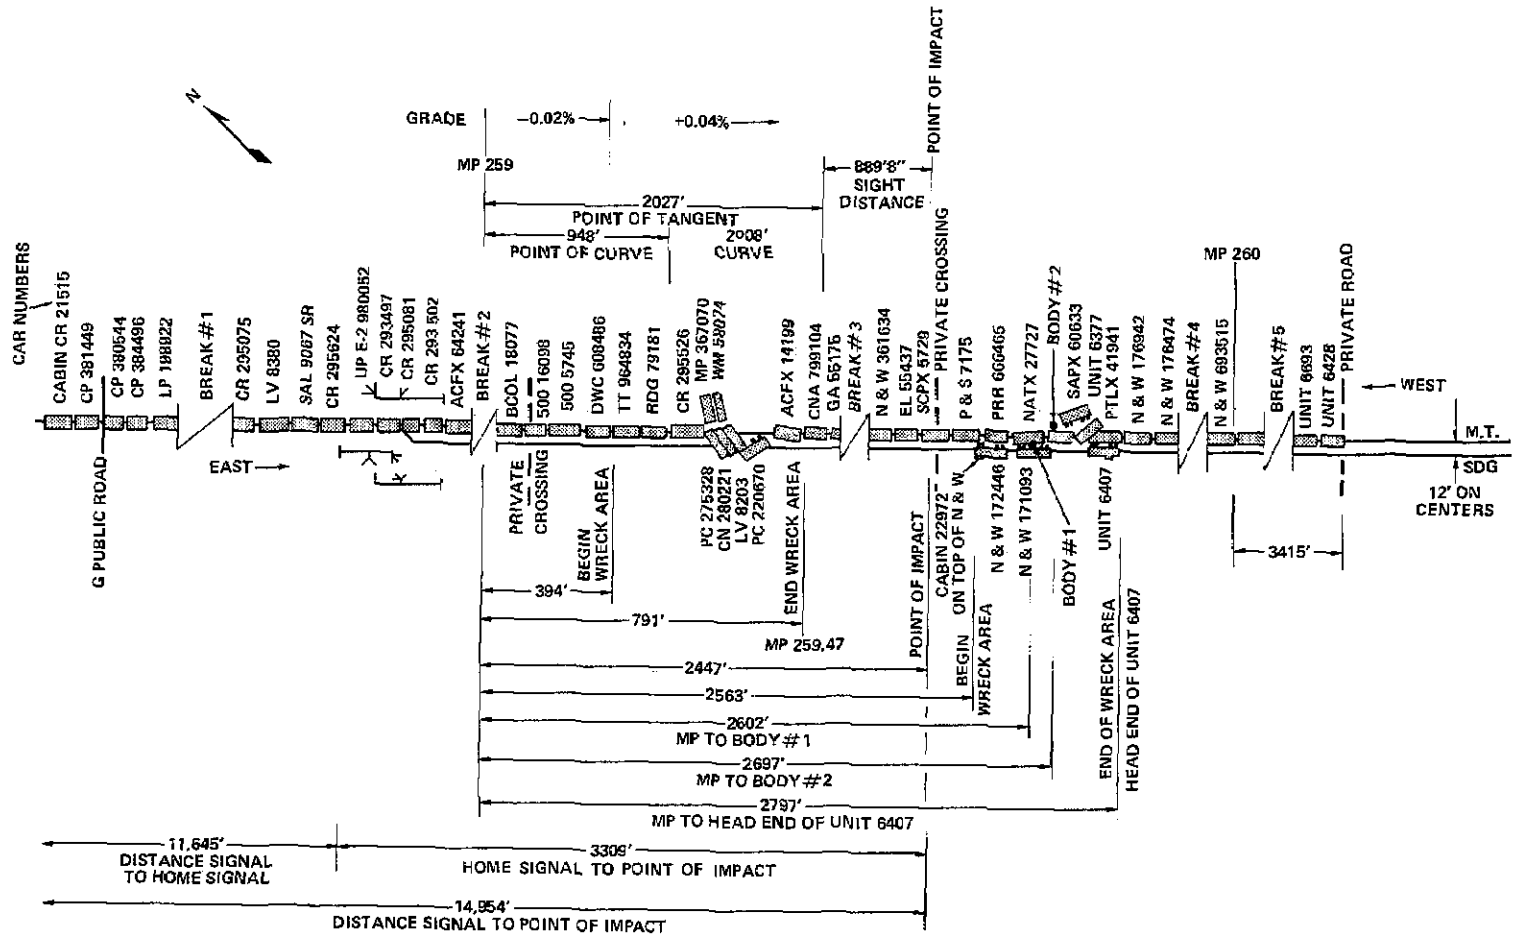 POINT OF IMPACT
N
GRADE
−0.02%
+0.04%
MP 259
889'8"
SIGHT
DISTANCE
2027'
POINT OF TANGENT
948'
POINT OF CURVE
2°08'
CURVE
CAR NUMBERS
CABIN CR 21515
CP 381449
CP 380544
CP 384496
LP 198922
BREAK #1
CR 295075
LV 8380
SAL 9067 SR
CR 295624
UP E-2 980052
CR 293497
CR 295081
CR 293 502
ACFX 64241
BREAK #2
BCOL 18077
500 16098
500 5745
DWC 608486
TT 964834
RDG 79181
CR 295526
MP 367070
WM 58074
ACFX 14199
CNA 799104
GA 55176
BREAK #3
N & W 361634
EL 55437
SCPX 5729
PRIVATE CROSSING
P & S 7175
PRR 666465
NATX 27727
BODY #2
SAPX 60633
UNIT 6377
PTLX 41941
N & W 176942
N & W 176474
BREAK #4
N & W 693515
MP 260
BREAK #5
UNIT 6693
UNIT 6428
PRIVATE ROAD
WEST
EAST
M.T.
SDG
12' ON
CENTERS
G PUBLIC ROAD
PRIVATE
CROSSING
BEGIN
WRECK AREA
PC 275328
CN 280221
LV 8203
PC 220670
END WRECK AREA
POINT OF IMPACT
CABIN 22972
ON TOP OF N & W
N & W 172446
N & W 171093
BODY #1
UNIT 6407
3415'
394'
791'
MP 259.47
2447'
BEGIN
WRECK AREA
2563'
2602'
MP TO BODY #1
2697'
MP TO BODY #2
END OF WRECK AREA
HEAD END OF UNIT 6407
2797'
MP TO HEAD END OF UNIT 6407
11,645'
DISTANCE SIGNAL
TO HOME SIGNAL
3309'
HOME SIGNAL TO POINT OF IMPACT
14,954'
DISTANCE SIGNAL TO POINT OF IMPACT